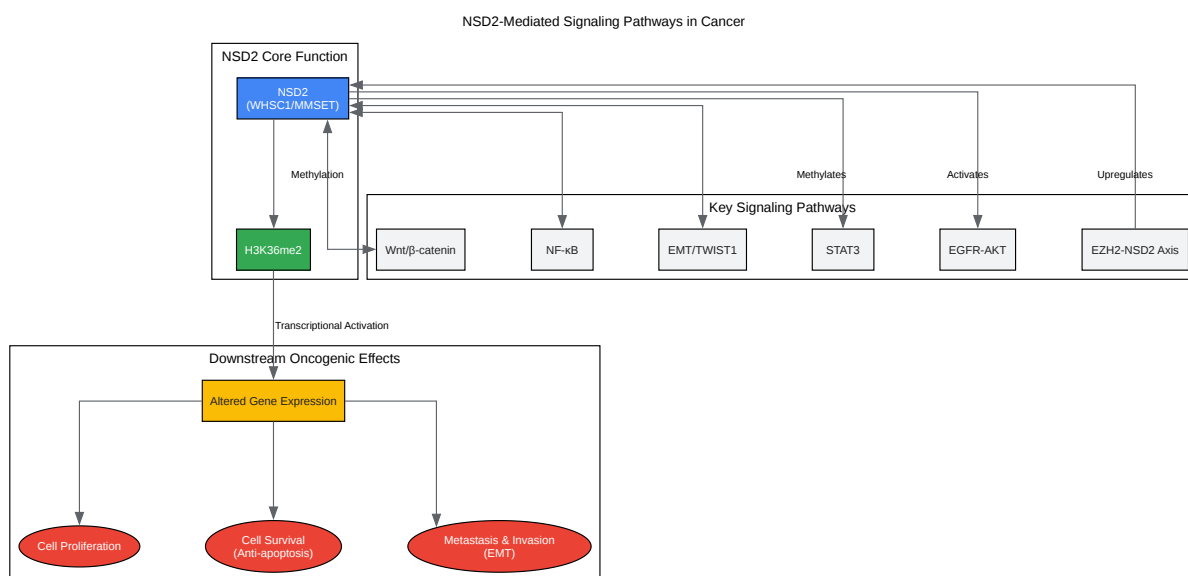 NSD2-Mediated Signaling Pathways in Cancer
NSD2 Core Function
NSD2
(WHSC1/MMSET)
Methylation
Methylates
Activates
Upregulates
Key Signaling Pathways
H3K36me2
Wnt/β-catenin
NF-κB
EMT/TWIST1
STAT3
EGFR-AKT
EZH2-NSD2 Axis
Transcriptional Activation
Downstream Oncogenic Effects
Altered Gene Expression
Cell Proliferation
Cell Survival
(Anti-apoptosis)
Metastasis & Invasion
(EMT)